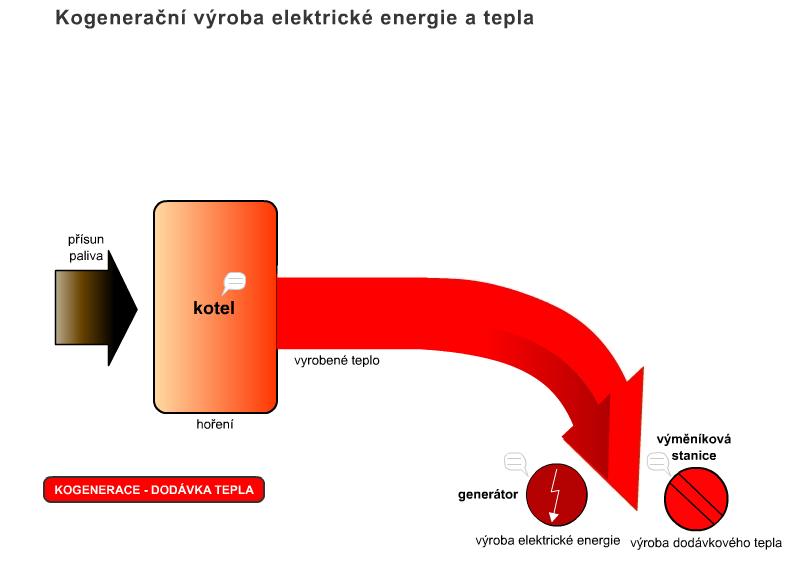 Kogenerační výroba elektrické energie a tepla
přísun
paliva
kotel
vyrobené teplo
hoření
KOGENERACE - DODÁVKA TEPLA
generátor
výroba elektrické energie
výměníková
stanice
výroba dodávkového tepla